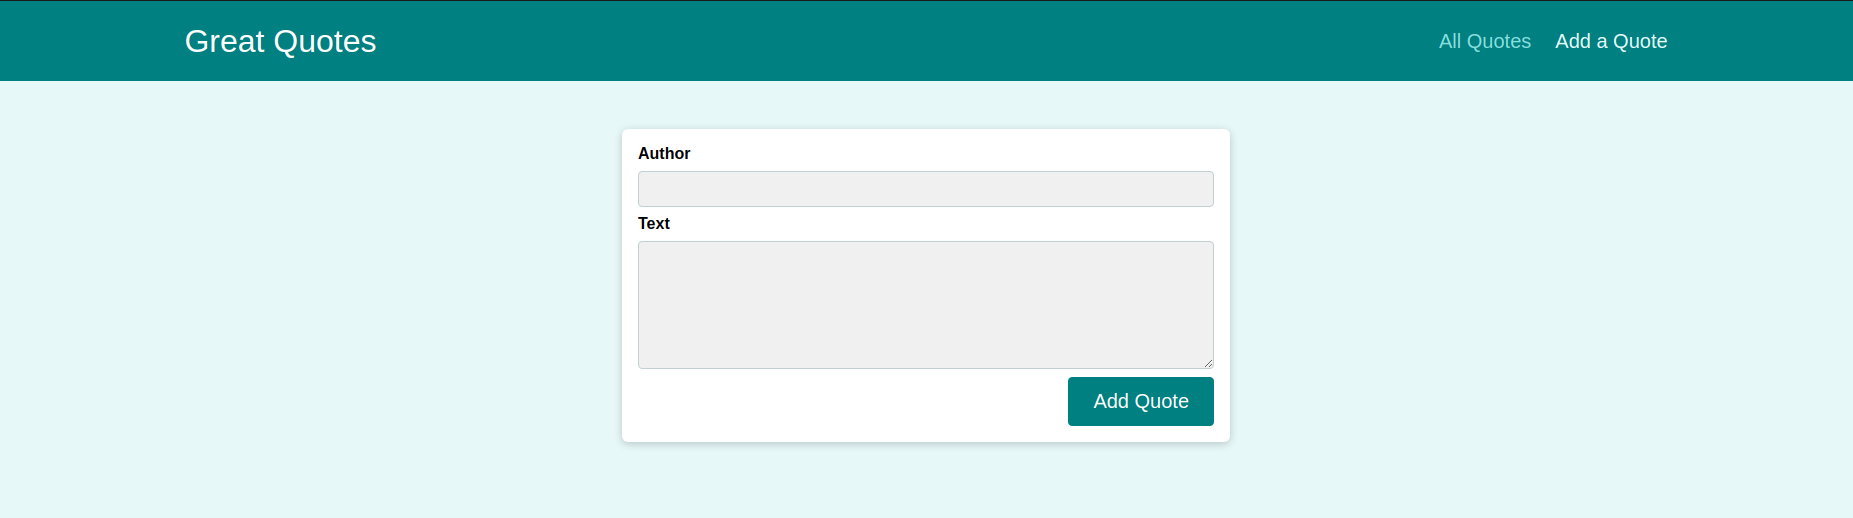 Great Quotes
All Quotes Add a Quote
Author
Text
Add Quote